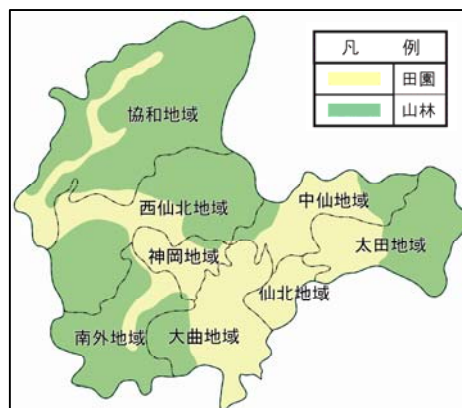 凡 例
田園
山林
協和地域
西仙北地域
中仙地域
太田地域
神岡地域
仙北地域
南外地域
大曲地域